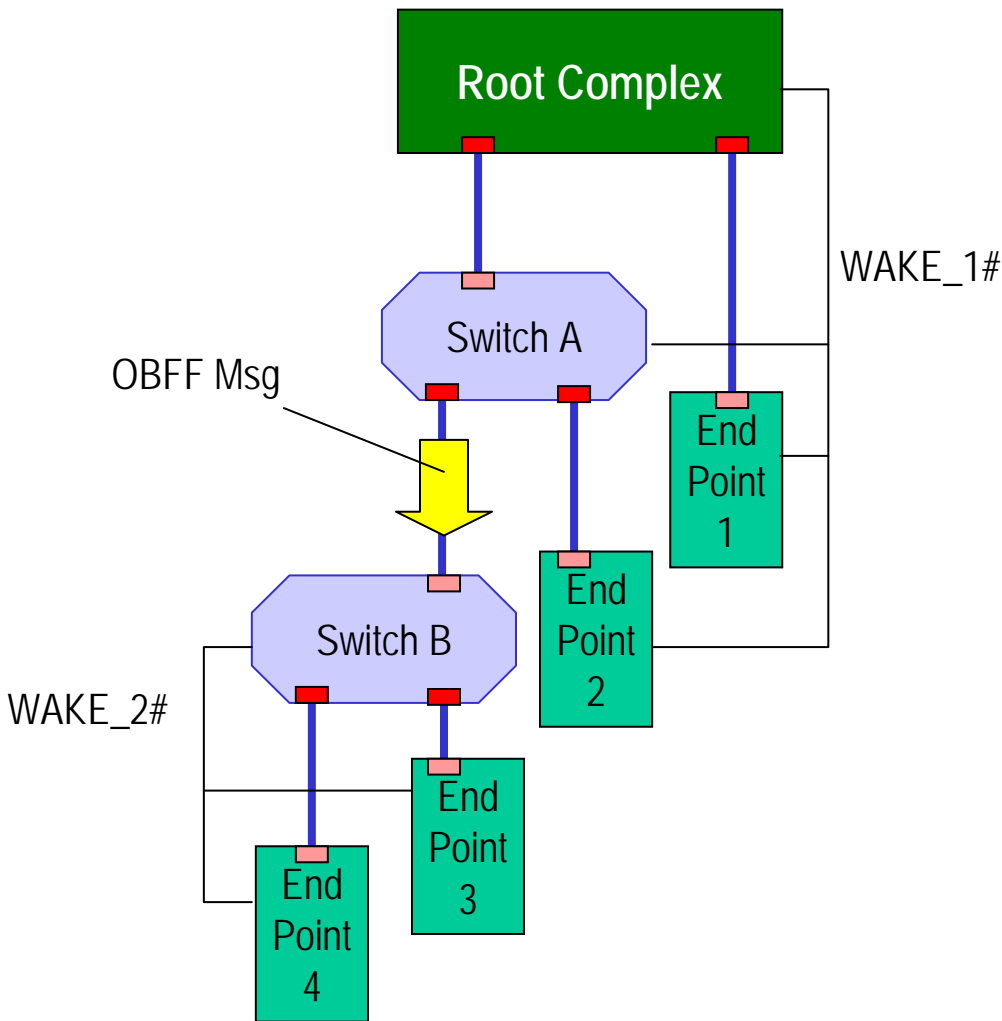 Root Complex
WAKE_1#
Switch A
OBFF Msg
End
Point
1
End
Point
2
Switch B
WAKE_2#
End
Point
3
End
Point
4